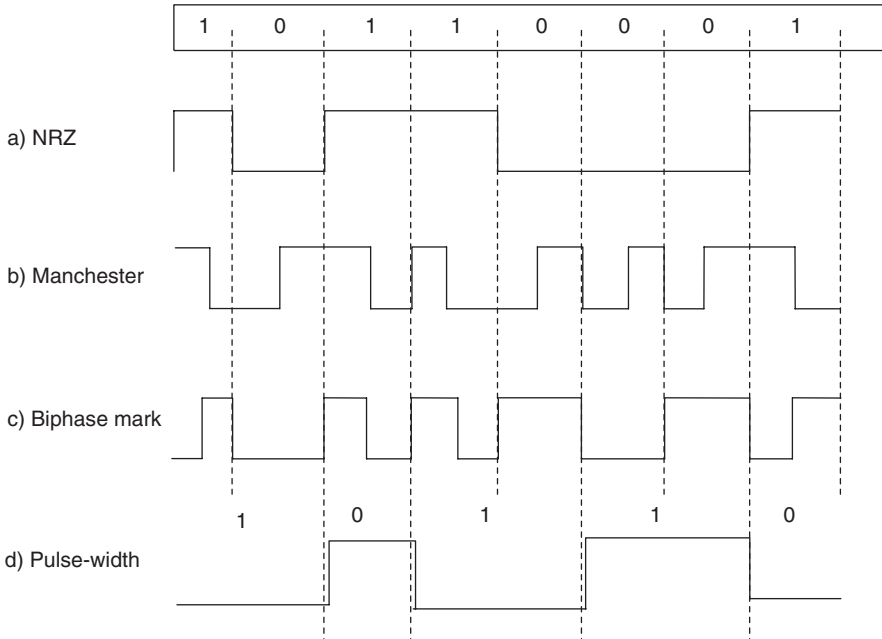 1 0 1 1 0 0 0 1
a) NRZ
b) Manchester
c) Biphase mark
1 0 1 1 0
d) Pulse-width